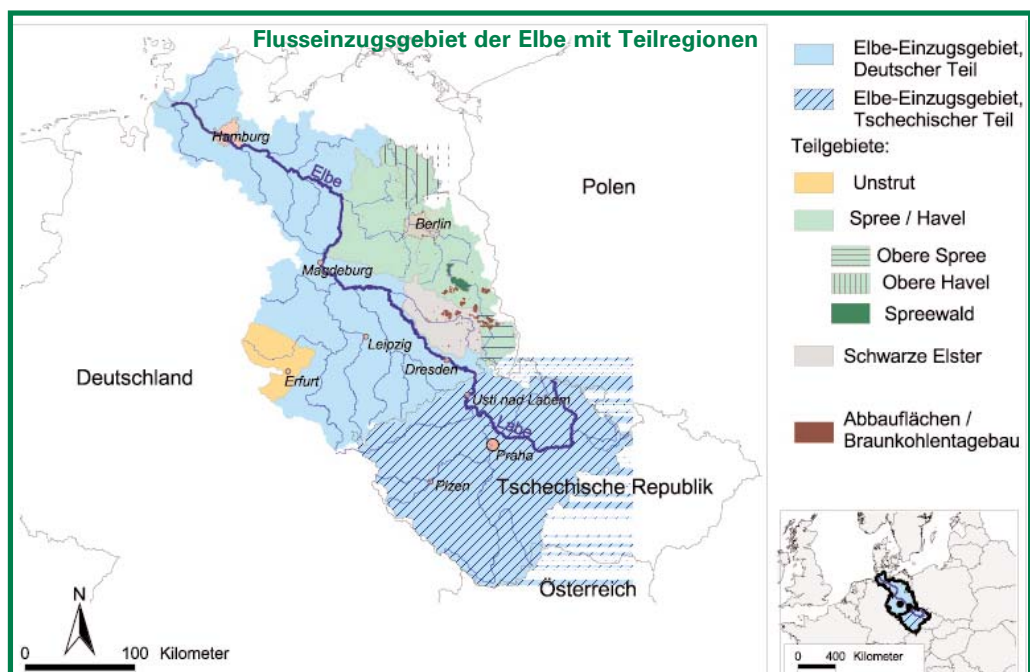 Flusseinzugsgebiet der Elbe mit Teilregionen
Hamburg
Elbe
Berlin
Magdeburg
Leipzig
Dresden
Erfurt
Usti nad Labem
Labe
Praha
Plzen
Polen
Deutschland
Tschechische Republik
Österreich
N
0 100 Kilometer
Elbe-Einzugsgebiet,
Deutscher Teil
Elbe-Einzugsgebiet,
Tschechischer Teil
Teilgebiete:
Unstrut
Spree / Havel
Obere Spree
Obere Havel
Spreewald
Schwarze Elster
Abbauflächen /
Braunkohlentagebau
0 400 Kilometer